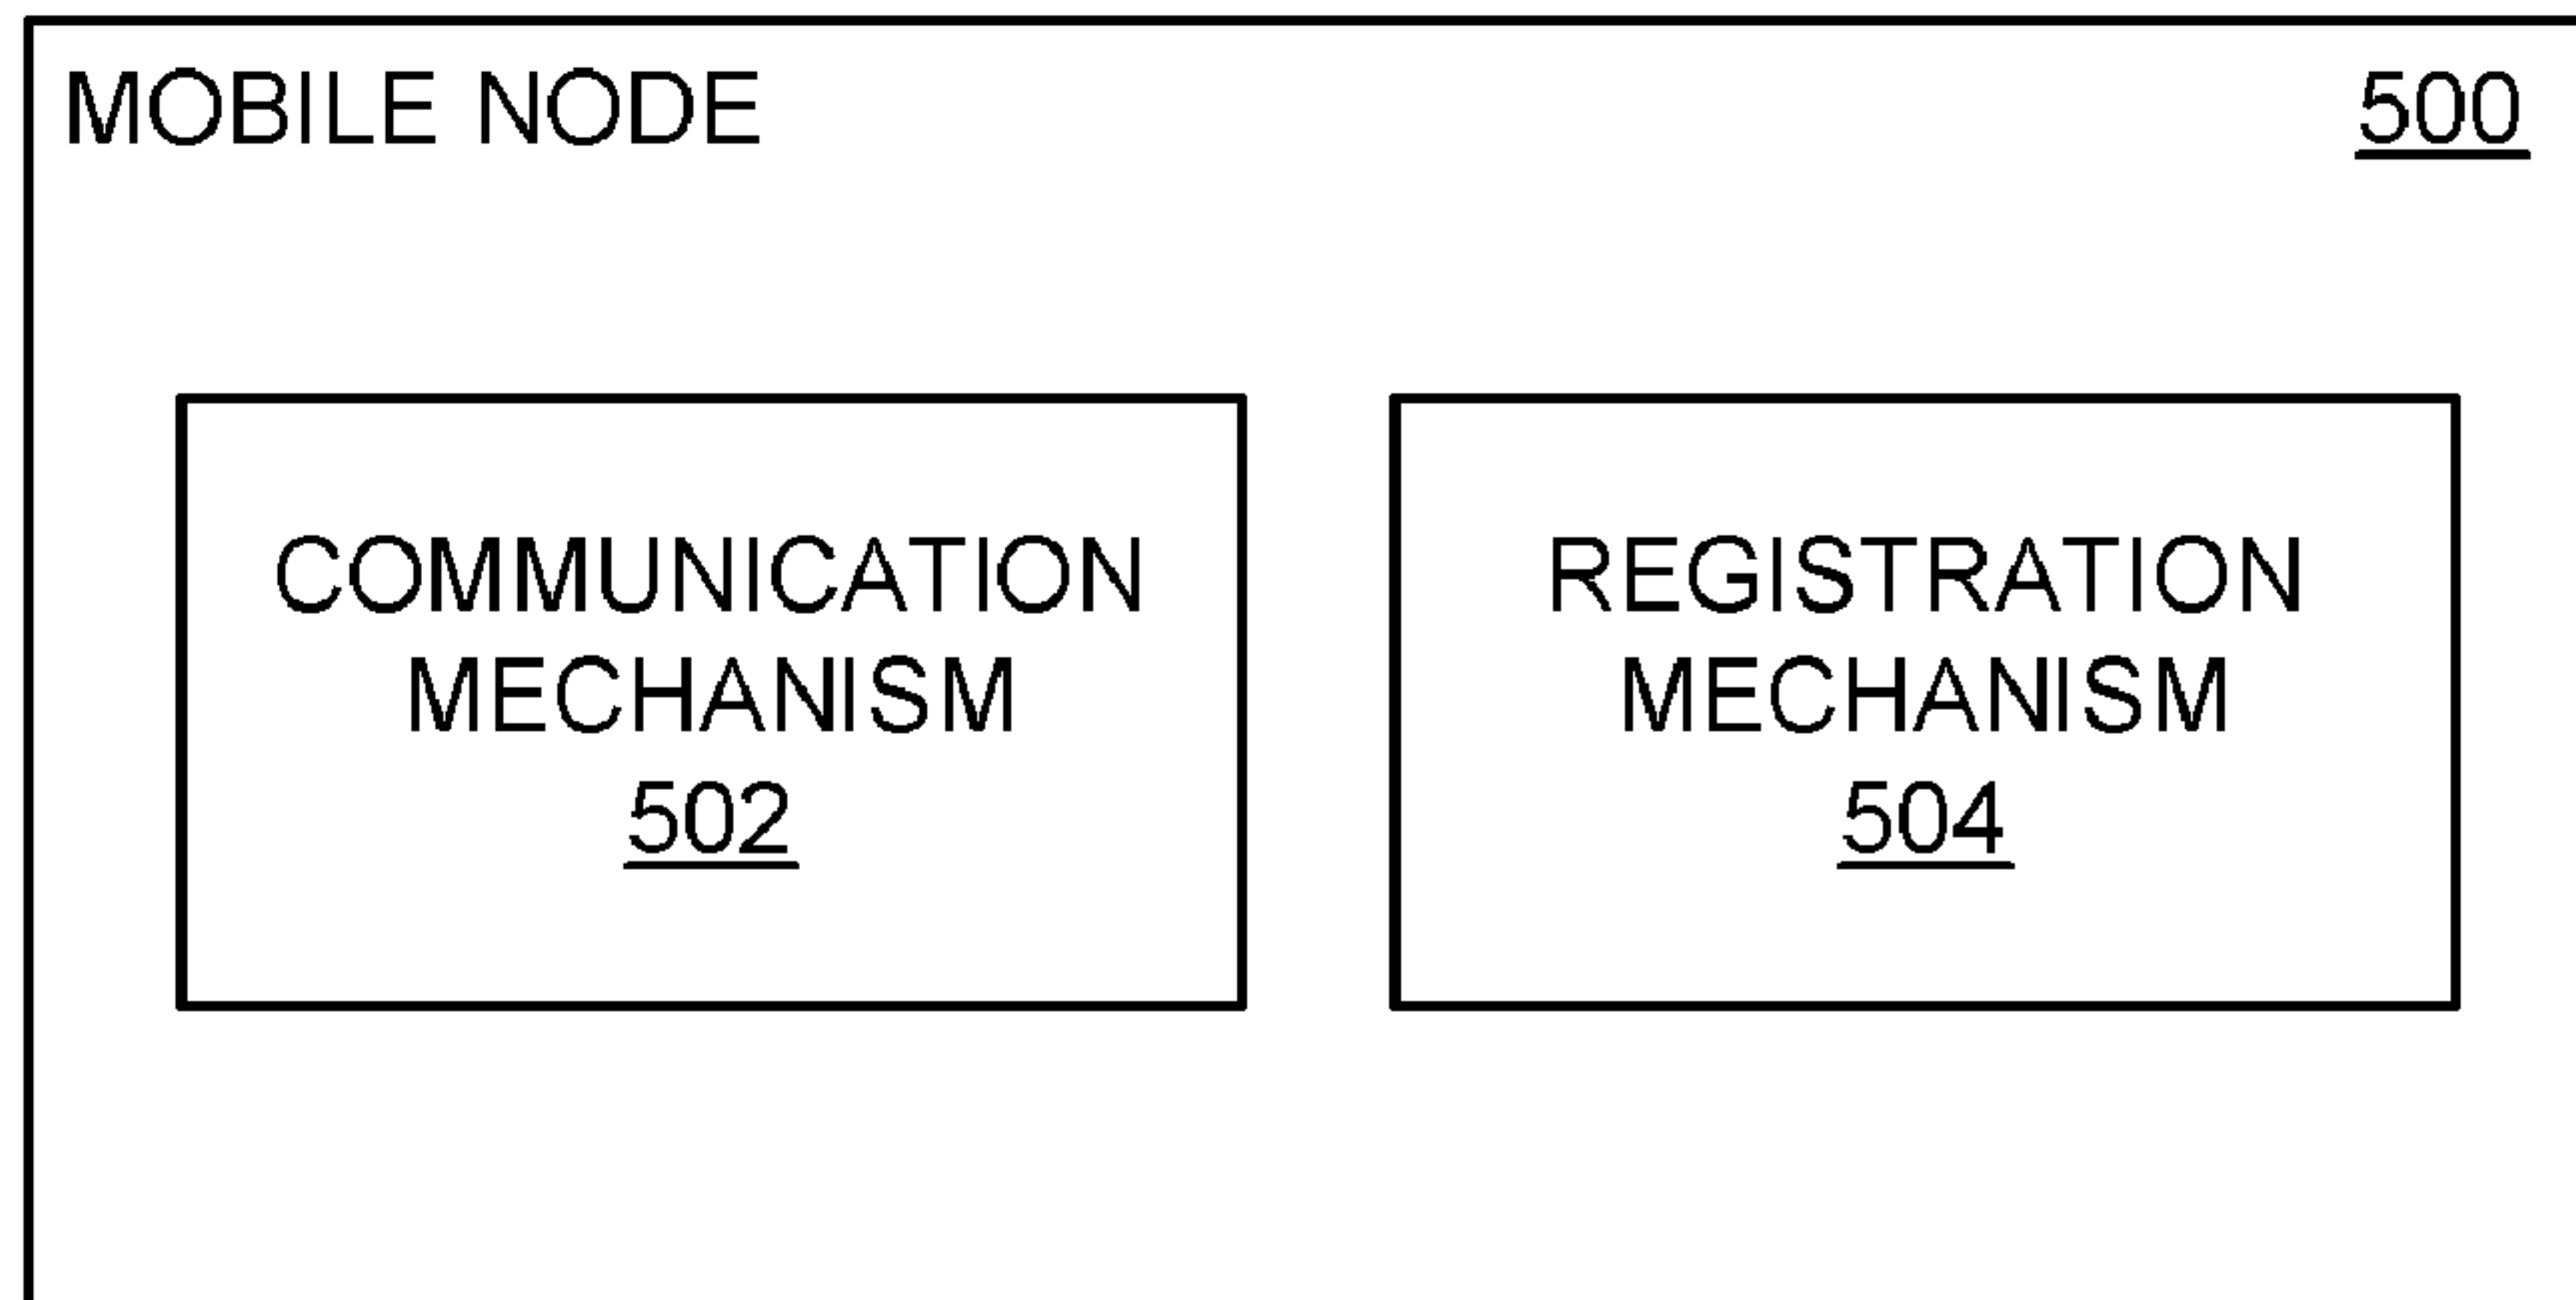 MOBILE NODE
500
COMMUNICATION
MECHANISM
502
REGISTRATION
MECHANISM
504